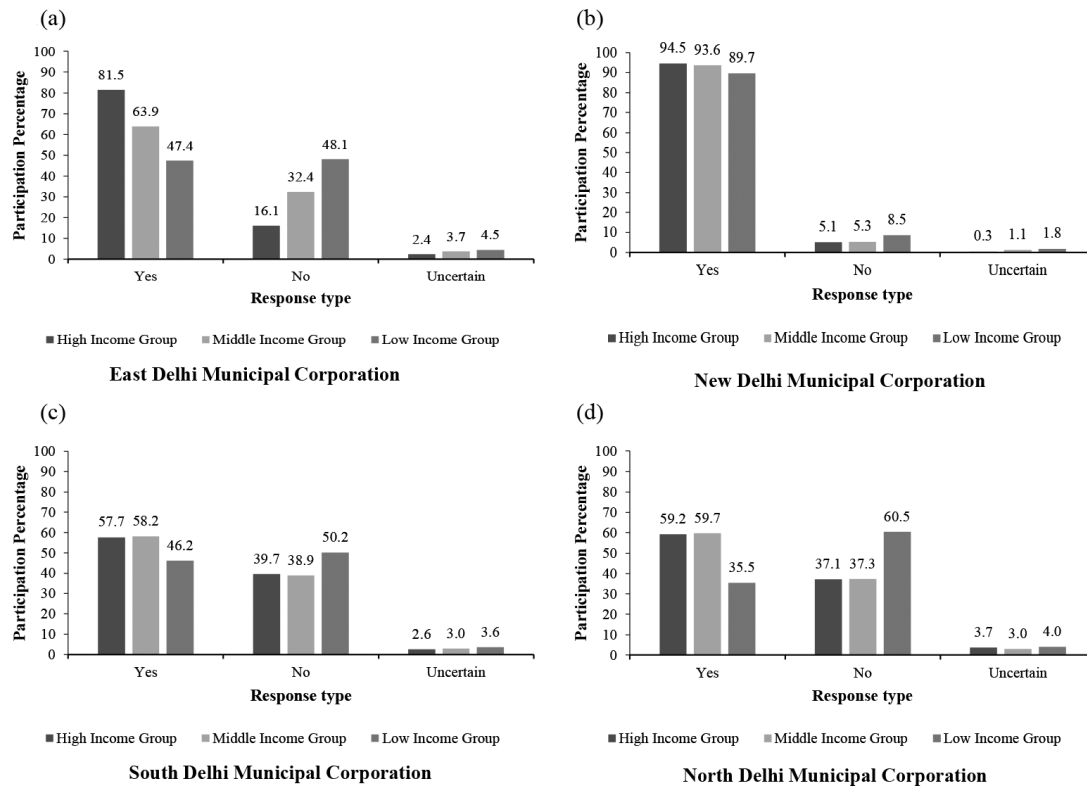 (a)
Participation Percentage
100
90
80
70
60
50
40
30
20
10
0
81.5
63.9
47.4
16.1
32.4
48.1
2.4
3.7
4.5
Yes
No
Uncertain
Response type
High Income Group
Middle Income Group
Low Income Group
East Delhi Municipal Corporation
(b)
Participation Percentage
100
90
80
70
60
50
40
30
20
10
0
94.5
93.6
89.7
5.1
5.3
8.5
0.3
1.1
1.8
Yes
No
Uncertain
Response type
High Income Group
Middle Income Group
Low Income Group
New Delhi Municipal Corporation
(c)
Participation Percentage
100
90
80
70
60
50
40
30
20
10
0
57.7
58.2
46.2
39.7
38.9
50.2
2.6
3.0
3.6
Yes
No
Uncertain
Response type
High Income Group
Middle Income Group
Low Income Group
South Delhi Municipal Corporation
(d)
Participation Percentage
100
90
80
70
60
50
40
30
20
10
0
59.2
59.7
35.5
37.1
37.3
60.5
3.7
3.0
4.0
Yes
No
Uncertain
Response type
High Income Group
Middle Income Group
Low Income Group
North Delhi Municipal Corporation